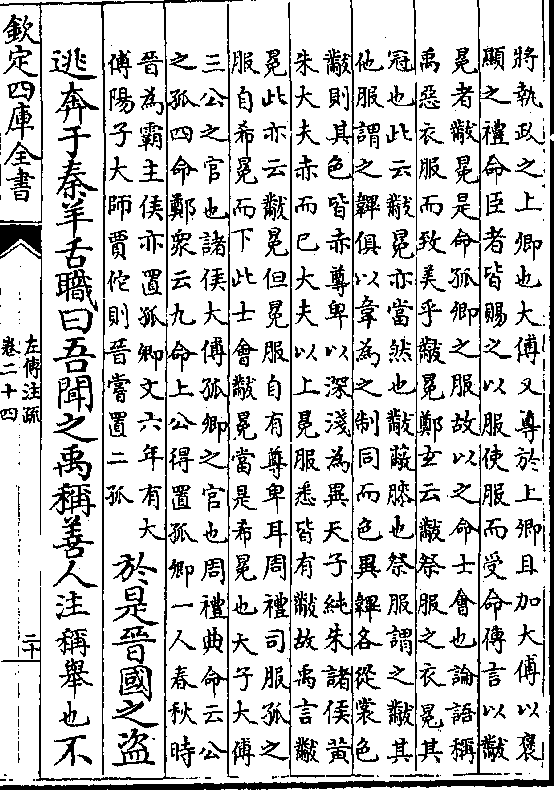 將執政之上卿也大傅又尊於上卿且加大傅以褒
顯之禮命臣者皆賜之以服使服而受命傳言以黻
冕者黻冕是命孤卿之服故以之命士會也論語稱
禹惡衣服而致美乎黻冕鄭𤣥云黻祭服之衣冕其
冠也此云黻冕亦當然也黻蔽膝也祭服謂之黻其
他服謂之韠俱以韋為之制同而色異韠各從裳色
黻則其色皆赤尊卑以深淺為異天子純朱諸侯黃
朱大夫赤而已大夫以上冕服悉皆有黻故禹言黻
冕此亦云黻冕但冕服自有尊卑耳周禮司服孤之
服自希冕而下此士會黻冕當是希冕也天子大傅
三公之官也諸侯大傅孤卿之官也周禮典命云公
之孤四命鄭衆云九命上公得置孤卿一人春秋時
晉為霸主侯亦置孤卿文六年有大
傅陽子大師賈佗則晉嘗置二孤
於是晉國之盜
逃奔于秦羊舌職曰吾聞之禹稱善人注稱舉也不
欽定四庫全書
左傳注疏
卷二十四
二十